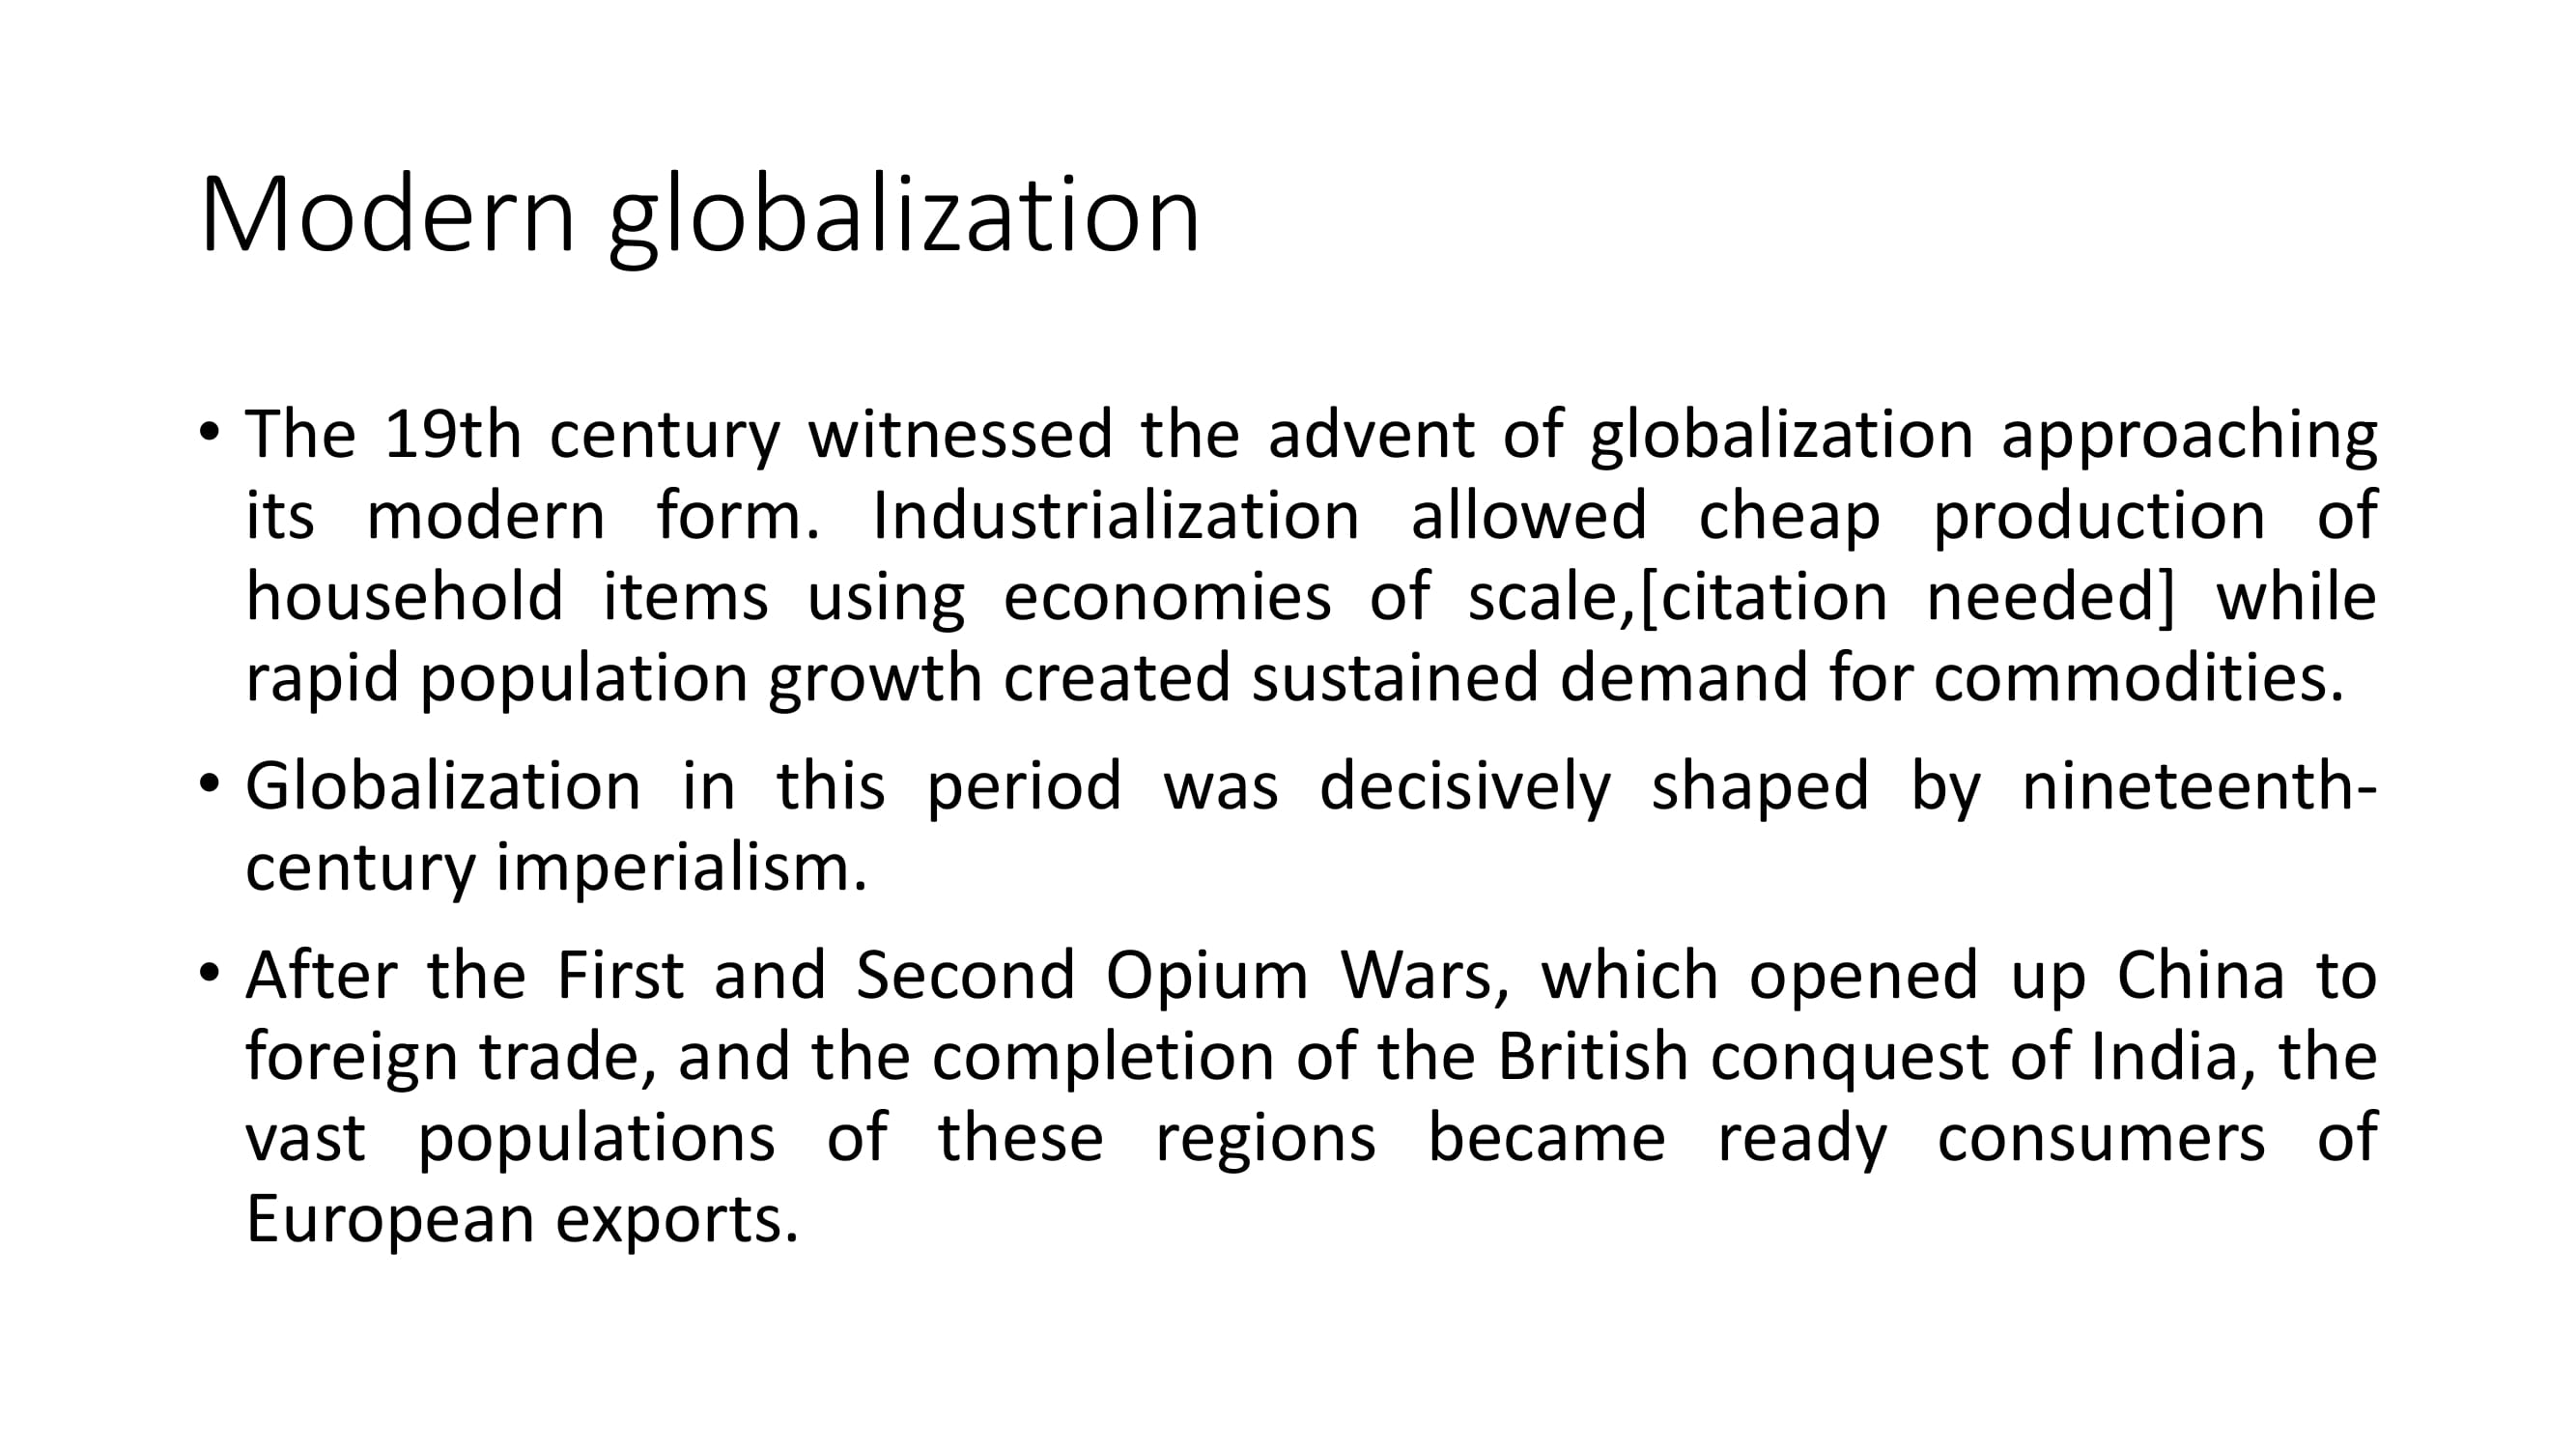 Modern globalization
• The 19th century witnessed the advent of globalization approaching
its modern form. Industrialization allowed cheap production of
household items using economies of scale,[citation needed] while
rapid population growth created sustained demand for commodities.
• Globalization in this period was decisively shaped by nineteenth-
century imperialism.
• After the First and Second Opium Wars, which opened up China to
foreign trade, and the completion of the British conquest of India, the
vast populations of these regions became ready consumers of
European exports.